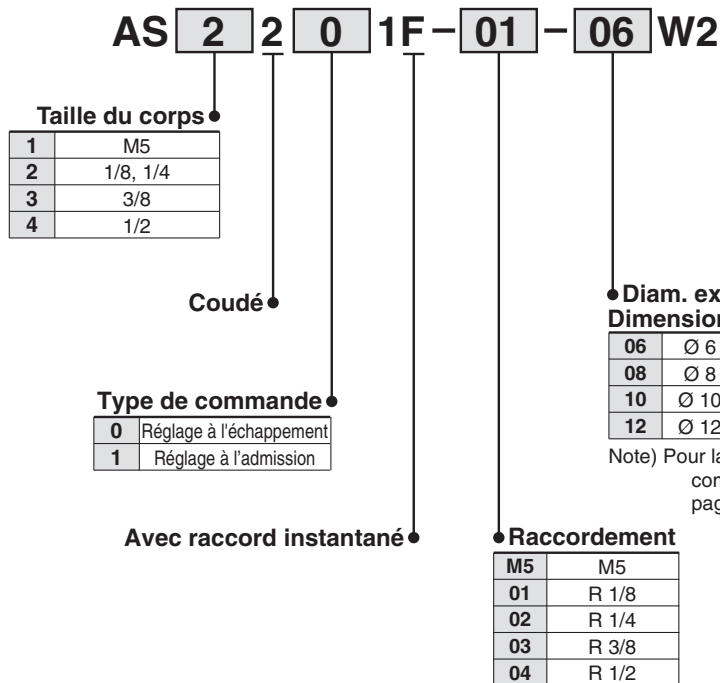 AS 2 2 0 1F – 01 – 06 W2
Taille du corps
1 M5
2 1/8, 1/4
3 3/8
4 1/2
Coudé
Diam. ex
Dimension
06 Ø 6
08 Ø 8
10 Ø 10
12 Ø 12
Type de commande
0 Réglage à l'échappement
1 Réglage à l’admission
Note) Pour la
com
pag
Avec raccord instantané
Raccordement
M5 M5
01 R 1/8
02 R 1/4
03 R 3/8
04 R 1/2